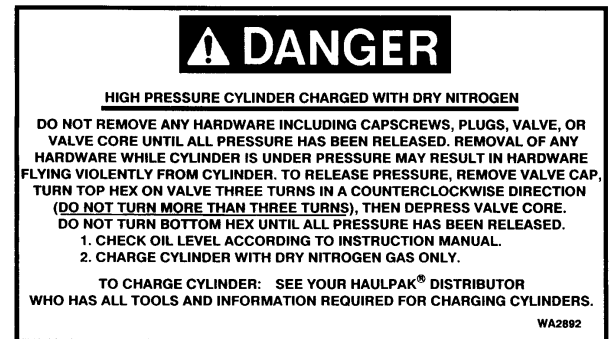 DANGER
HIGH PRESSURE CYLINDER CHARGED WITH DRY NITROGEN
DO NOT REMOVE ANY HARDWARE INCLUDING CAPSCREWS, PLUGS, VALVE, OR
VALVE CORE UNTIL ALL PRESSURE HAS BEEN RELEASED. REMOVAL OF ANY
HARDWARE WHILE CYLINDER IS UNDER PRESSURE MAY RESULT IN HARDWARE
FLYING VIOLENTLY FROM CYLINDER. TO RELEASE PRESSURE, REMOVE VALVE CAP,
TURN TOP HEX ON VALVE THREE TURNS IN A COUNTERCLOCKWISE DIRECTION
(DO NOT TURN MORE THAN THREE TURNS), THEN DEPRESS VALVE CORE.
DO NOT TURN BOTTOM HEX UNTIL ALL PRESSURE HAS BEEN RELEASED.
1. CHECK OIL LEVEL ACCORDING TO INSTRUCTION MANUAL.
2. CHARGE CYLINDER WITH DRY NITROGEN GAS ONLY.
TO CHARGE CYLINDER: SEE YOUR HAULPAK® DISTRIBUTOR
WHO HAS ALL TOOLS AND INFORMATION REQUIRED FOR CHARGING CYLINDERS.
WA2892